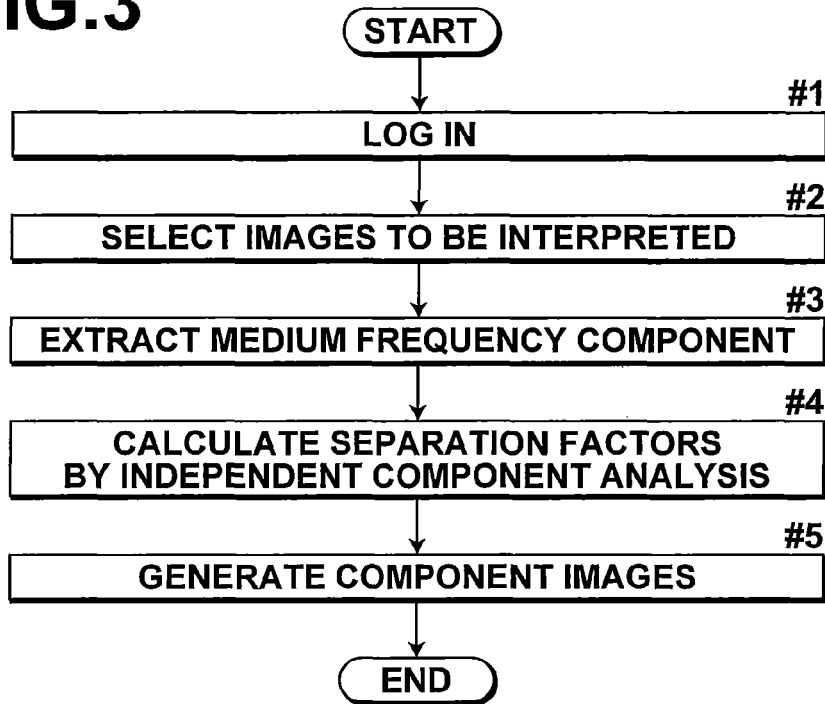 IG.3
START
#1
LOG IN
#2
SELECT IMAGES TO BE INTERPRETED
#3
EXTRACT MEDIUM FREQUENCY COMPONENT
#4
CALCULATE SEPARATION FACTORS
BY INDEPENDENT COMPONENT ANALYSIS
#5
GENERATE COMPONENT IMAGES
END